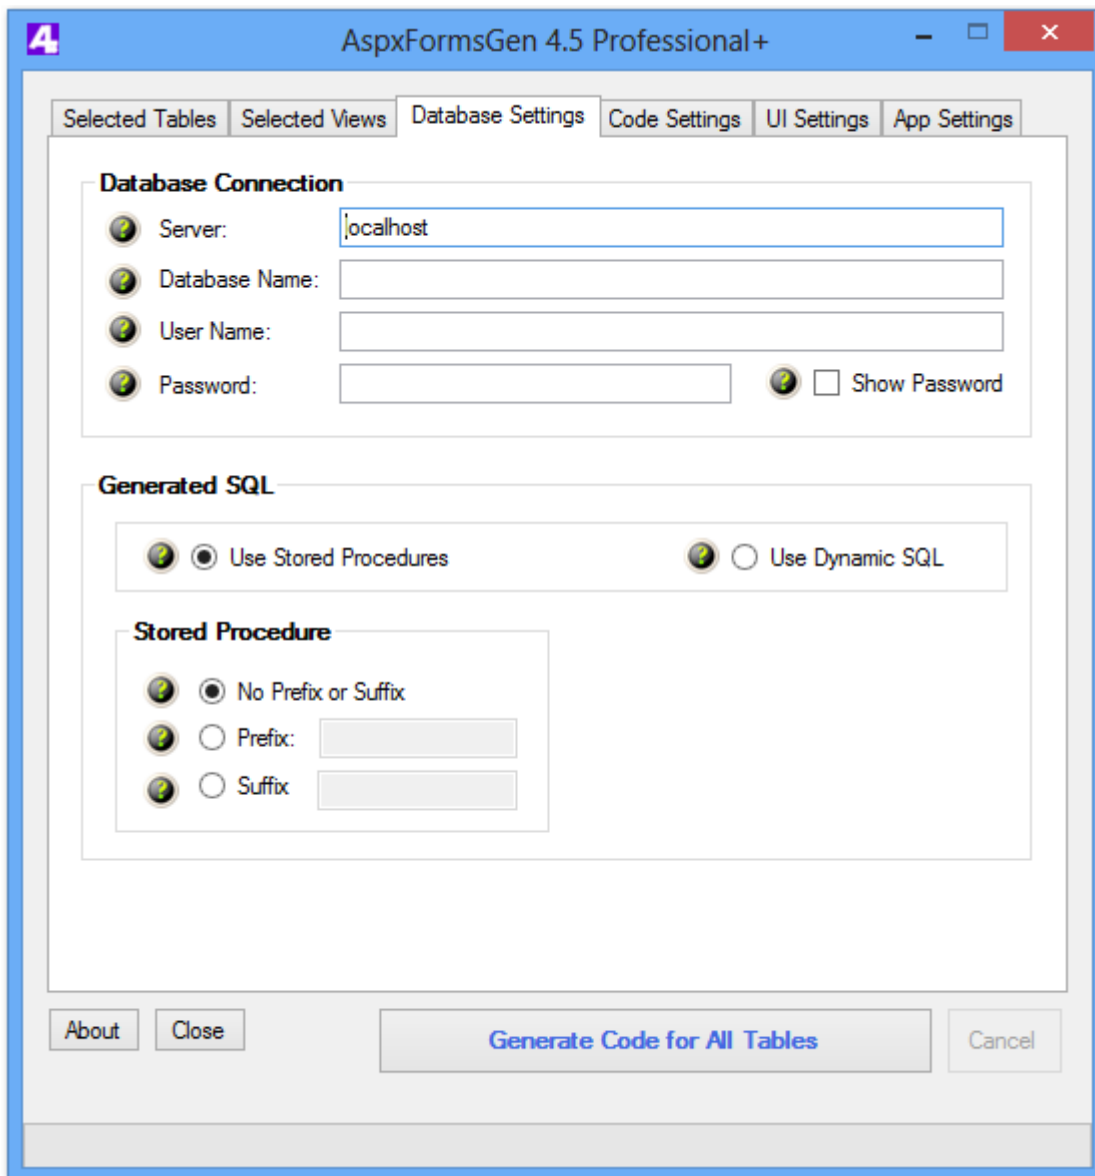 AspxFormsGen 4.5 Professional+
Selected Tables Selected Views Database Settings Code Settings UI Settings App Settings
Database Connection
Server: localhost
Database Name:
User Name:
Password: Show Password
Generated SQL
Use Stored Procedures Use Dynamic SQL
Stored Procedure
No Prefix or Suffix
Prefix:
Suffix
About Close Generate Code for All Tables Cancel